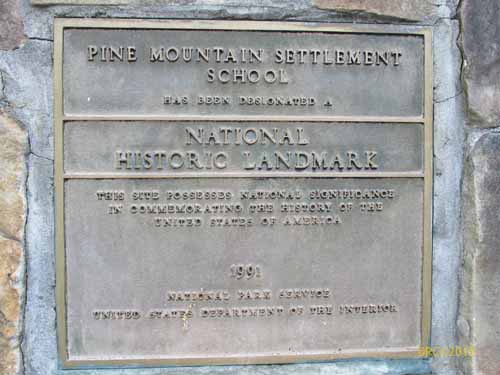 PINE MOUNTAIN SETTLEMENT
SCHOOL
HAS BEEN DESIGNATED A
NATIONAL
HISTORIC LANDMARK
THIS SITE POSSESSES NATIONAL SIGNIFICANCE
IN COMMEMORATING THE HISTORY OF THE
UNITED STATES OF AMERICA
1991
NATIONAL PARK SERVICE
UNITED STATES DEPARTMENT OF THE INTERIOR